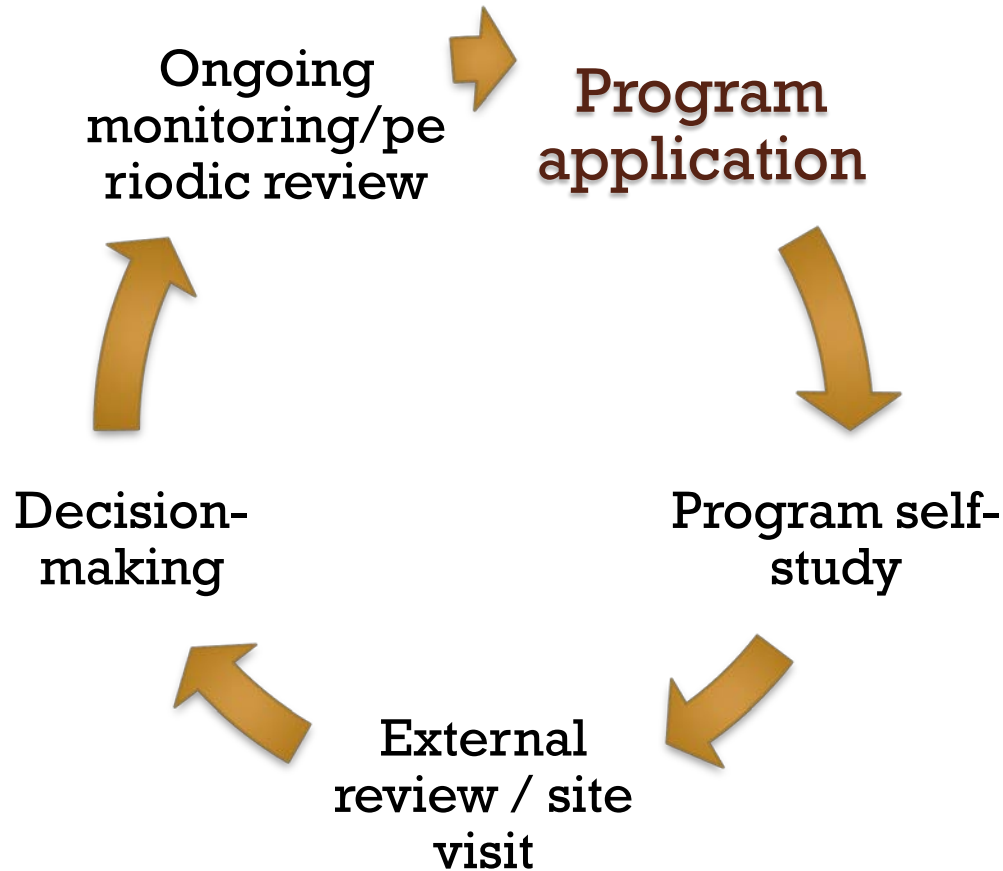 Ongoing
monitoring/pe
riodic review
Program
application
Program self-
study
External
review / site
visit
Decision-
making